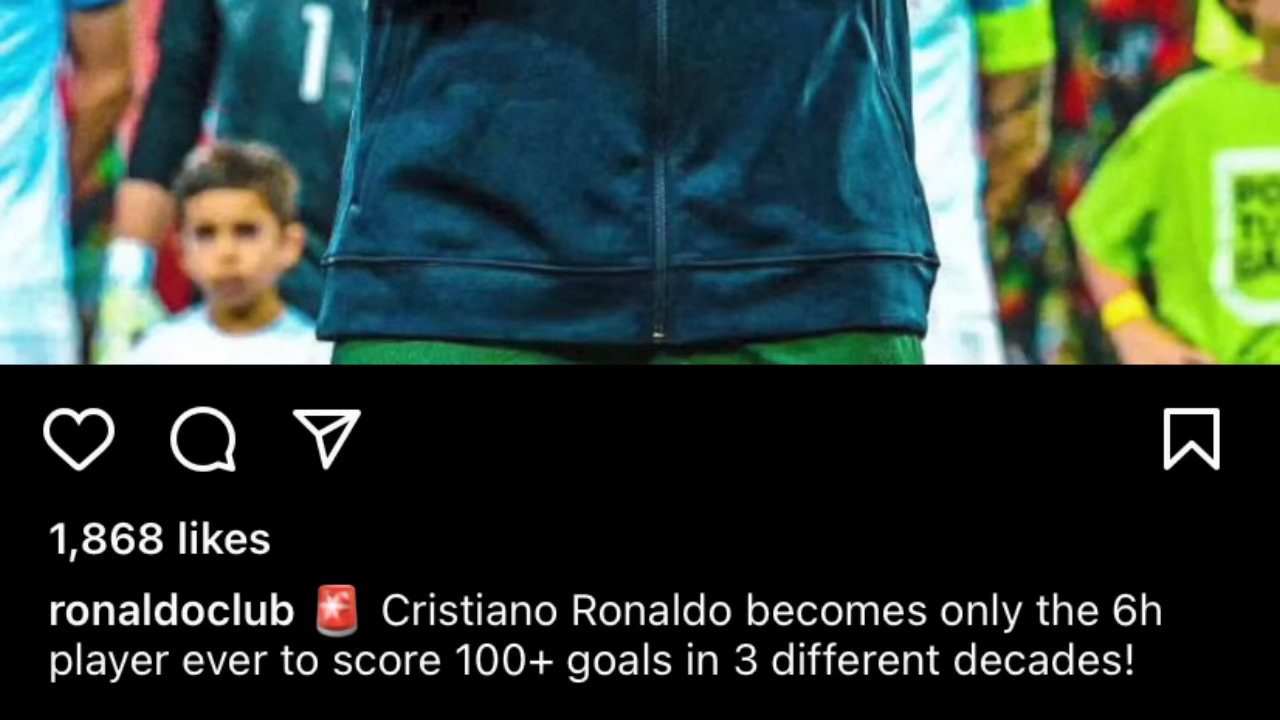 1
1,868 likes
ronaldoclub 🚨 Cristiano Ronaldo becomes only the 6h
player ever to score 100+ goals in 3 different decades!